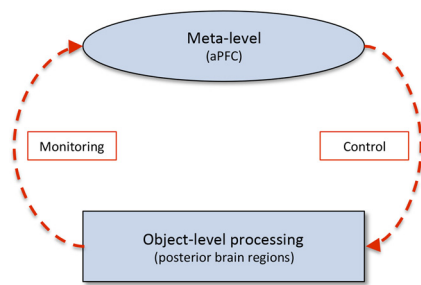 Meta-level
(aPFC)
Monitoring
Control
Object-level processing
(posterior brain regions)